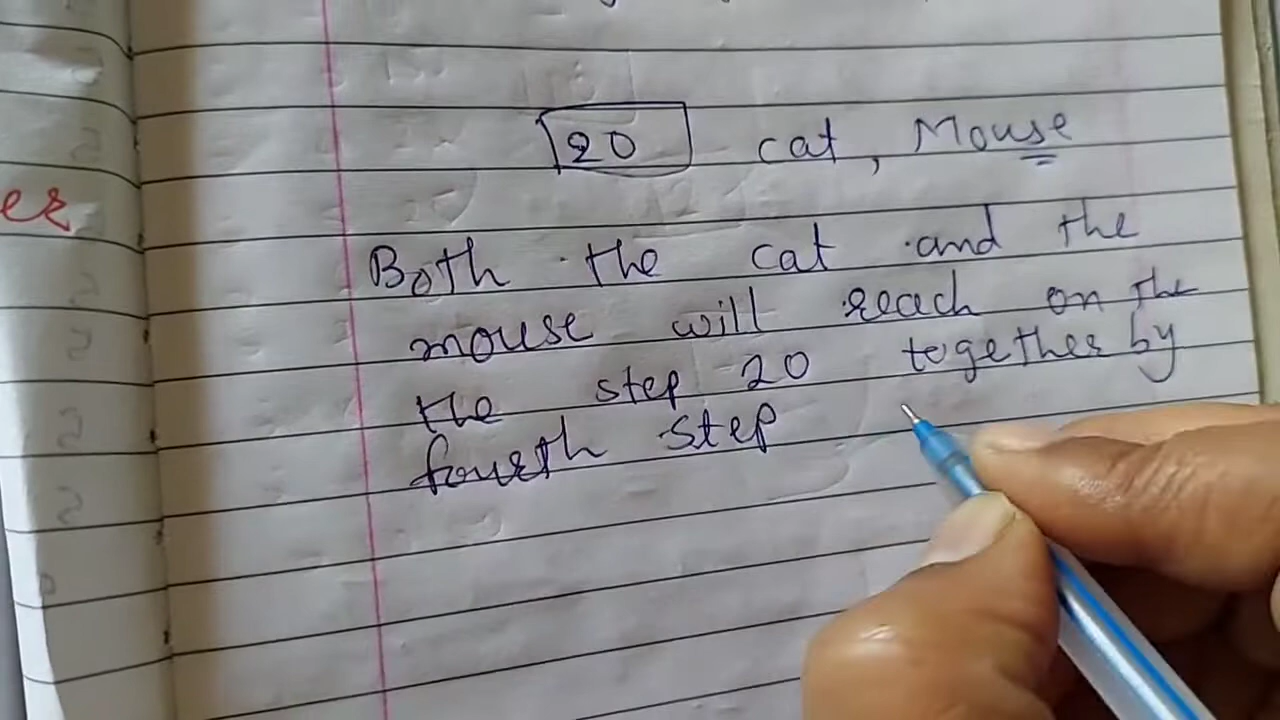 20 cat, Mouse
er
Both the cat and the
mouse will reach on the
the step 20 together by
fourth step